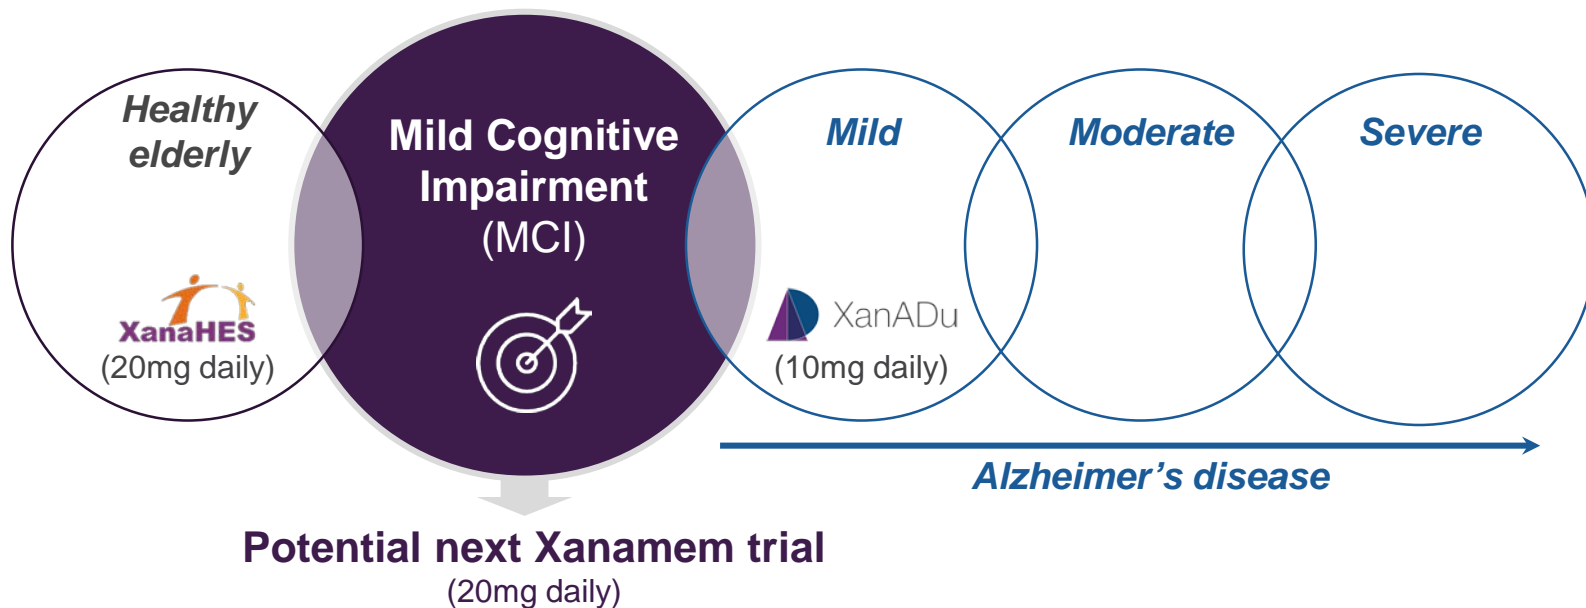 Healthy
elderly
XanaHES
(20mg daily)
Mild Cognitive
Impairment
(MCI)
Mild
XanADu
(10mg daily)
Moderate
Severe
Alzheimer’s disease
Potential next Xanamem trial
(20mg daily)